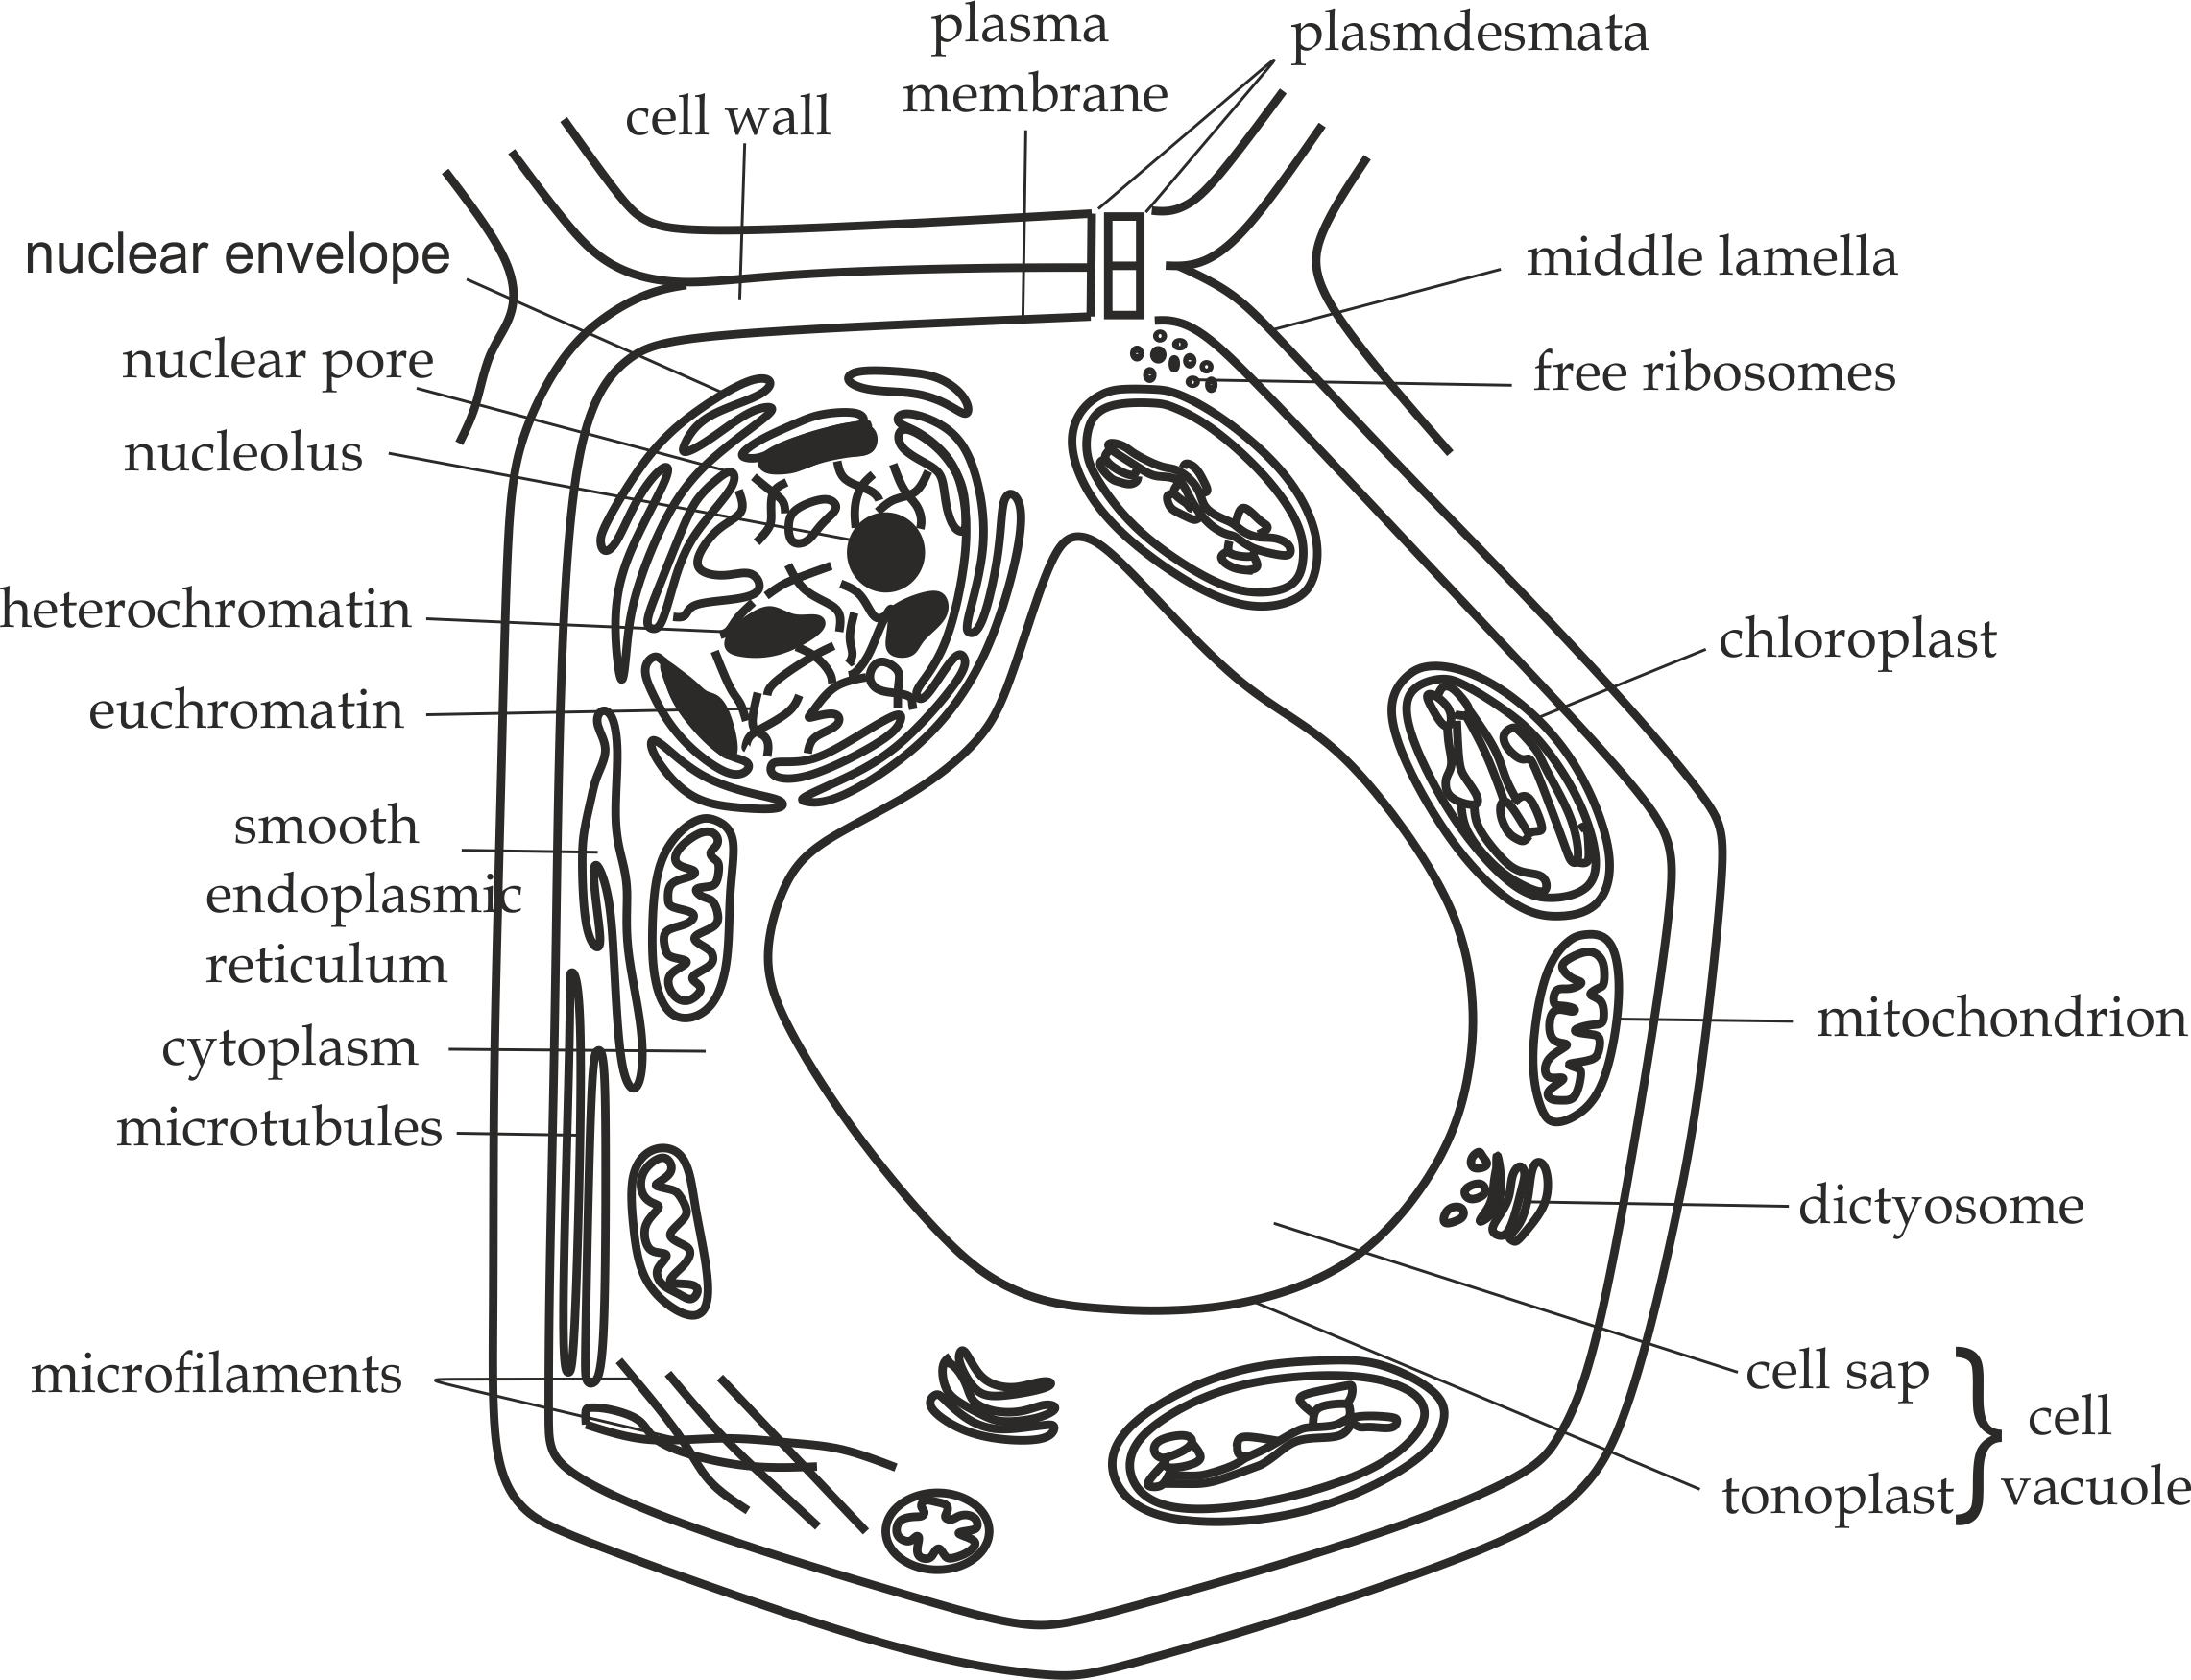 plasma
membrane
plasmdesmata
cell wall
nuclear envelope
middle lamella
nuclear pore
free ribosomes
nucleolus
heterochromatin
chloroplast
euchromatin
smooth
endoplasmic
reticulum
mitochondrion
cytoplasm
microtubules
dictyosome
microfilaments
cell sap
cell
vacuole
tonoplast